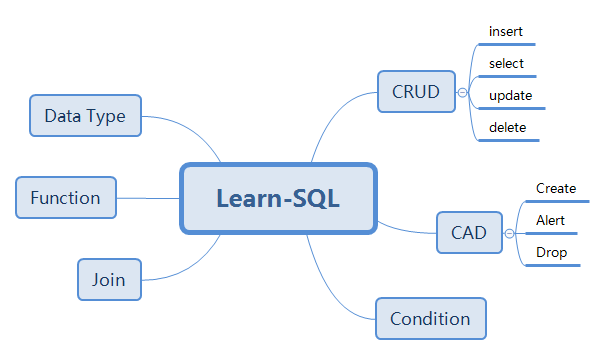 Learn-SQL
CRUD
insert
select
update
delete
CAD
Create
Alert
Drop
Condition
Data Type
Function
Join